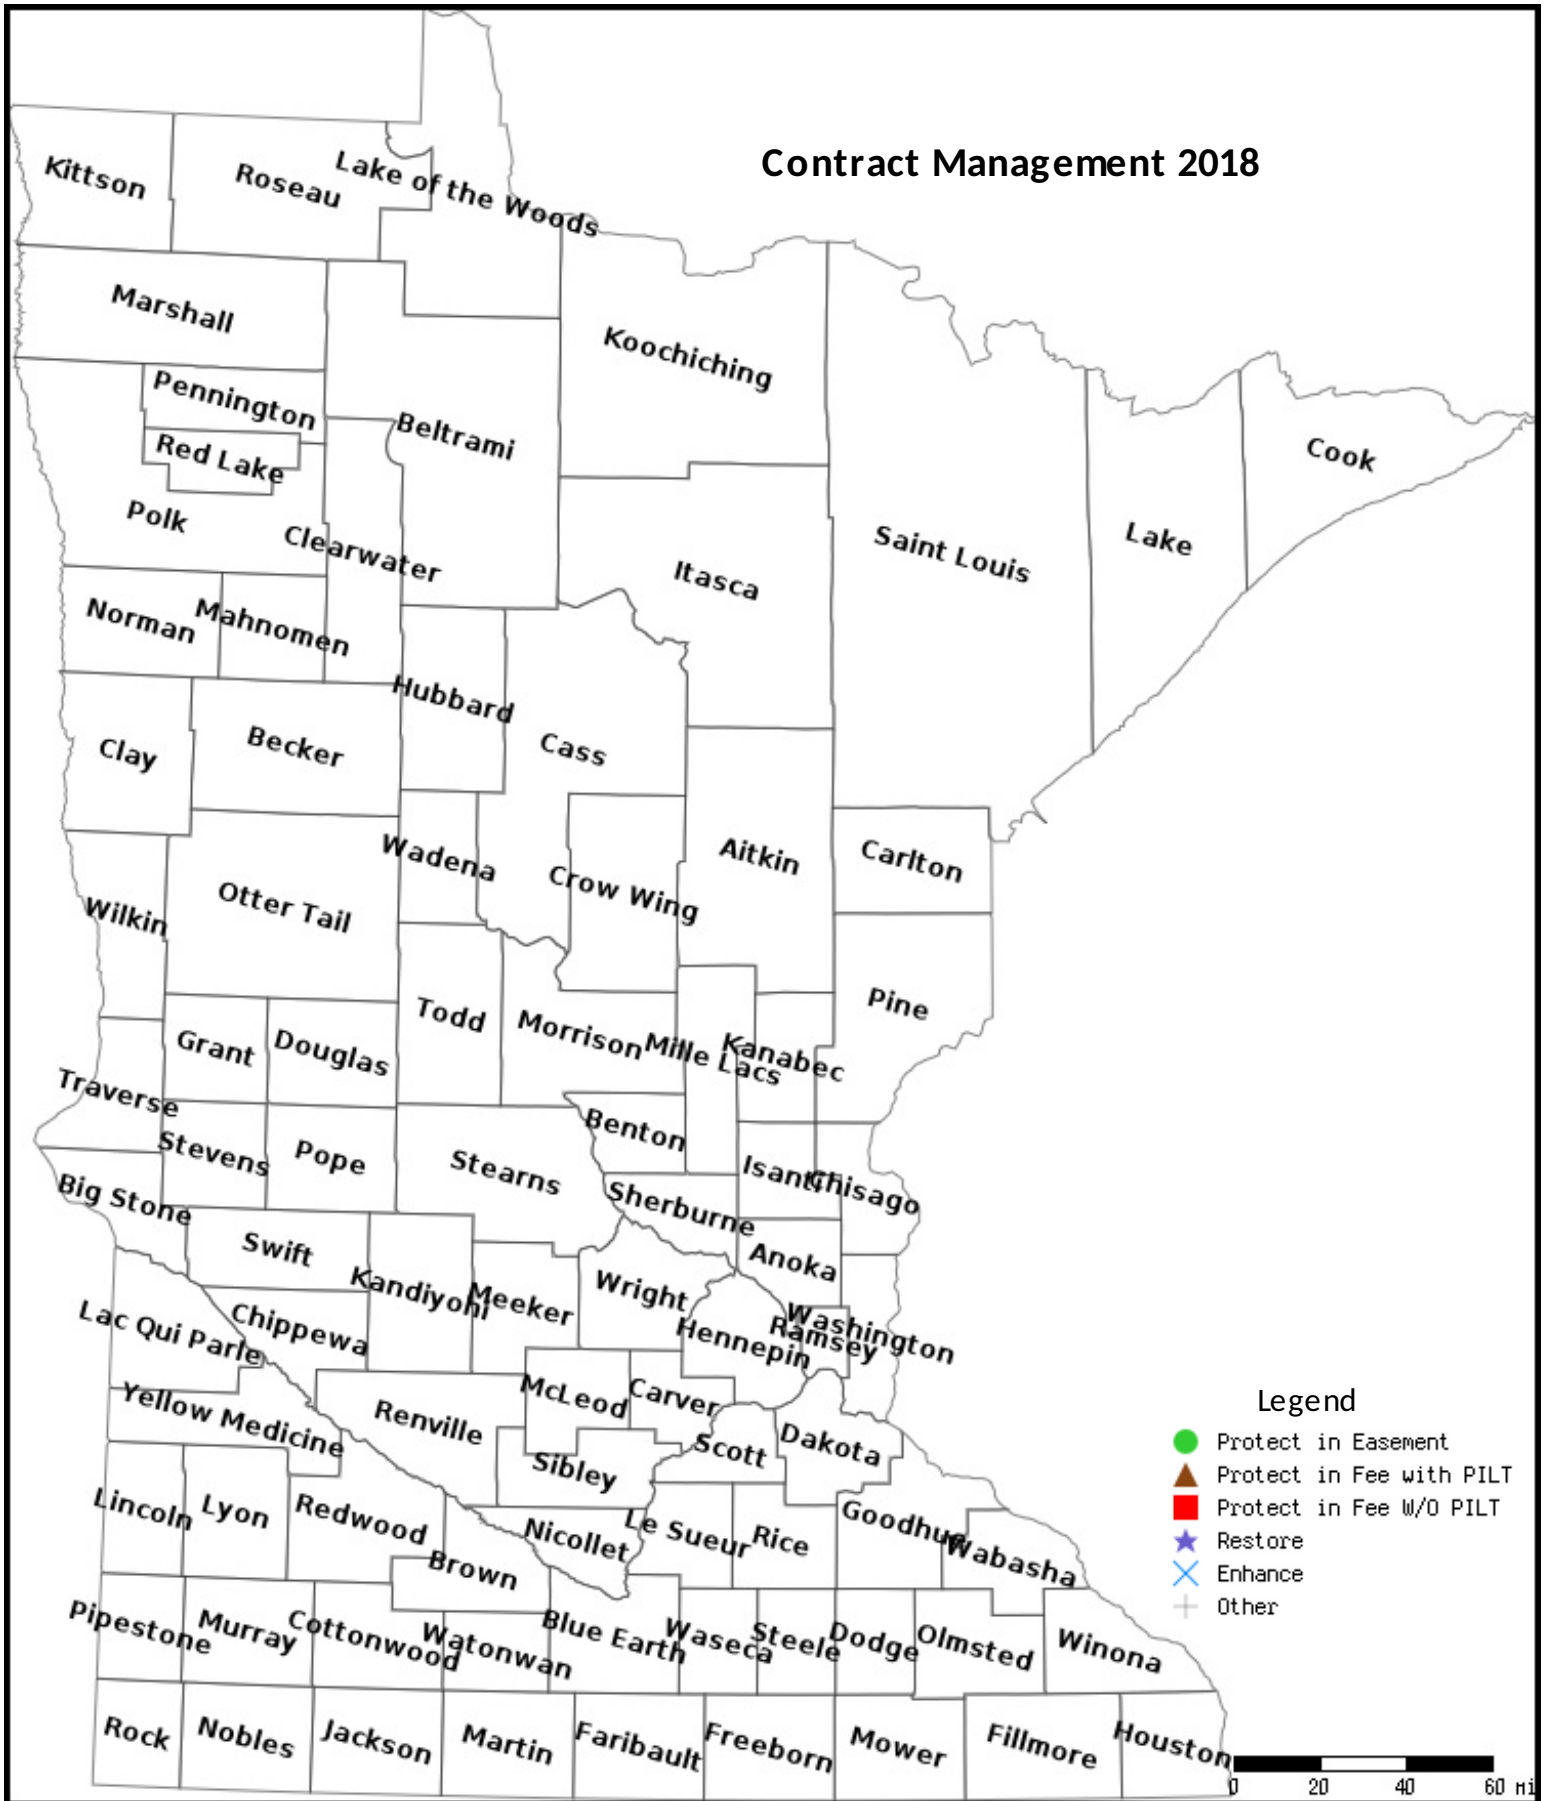 Contract Management 2018
Kittson
Roseau
Lake of the Woods
Marshall
Koochiching
Pennington
Beltrami
Red Lake
Cook
Polk
Clearwater
Saint Louis
Lake
Itasca
Norman
Mahnomen
Hubbard
Clay
Becker
Cass
Wadena
Aitkin
Carlton
Crow Wing
Otter Tail
Wilkin
Pine
Todd
Morrison
Mille Lacs
Kanabec
Grant
Douglas
Traverse
Benton
Stevens
Pope
Stearns
Isanti
Chisago
Big Stone
Sherburne
Swift
Anoka
Kandiyohi
Meeker
Wright
Lac Qui Parle
Chippewa
Hennepin
Ramsey
Washington
Yellow Medicine
Renville
McLeod
Carver
Scott
Dakota
Sibley
Lincoln
Lyon
Redwood
Nicollet
Le Sueur
Rice
Goodhue
Wabasha
Brown
Pipestone
Murray
Cottonwood
Watonwan
Blue Earth
Waseca
Steele
Dodge
Olmsted
Winona
Rock
Nobles
Jackson
Martin
Faribault
Freeborn
Mower
Fillmore
Houston
Legend
Protect in Easement
Protect in Fee with PILT
Protect in Fee W/O PILT
Restore
Enhance
Other
0 20 40 60 mi